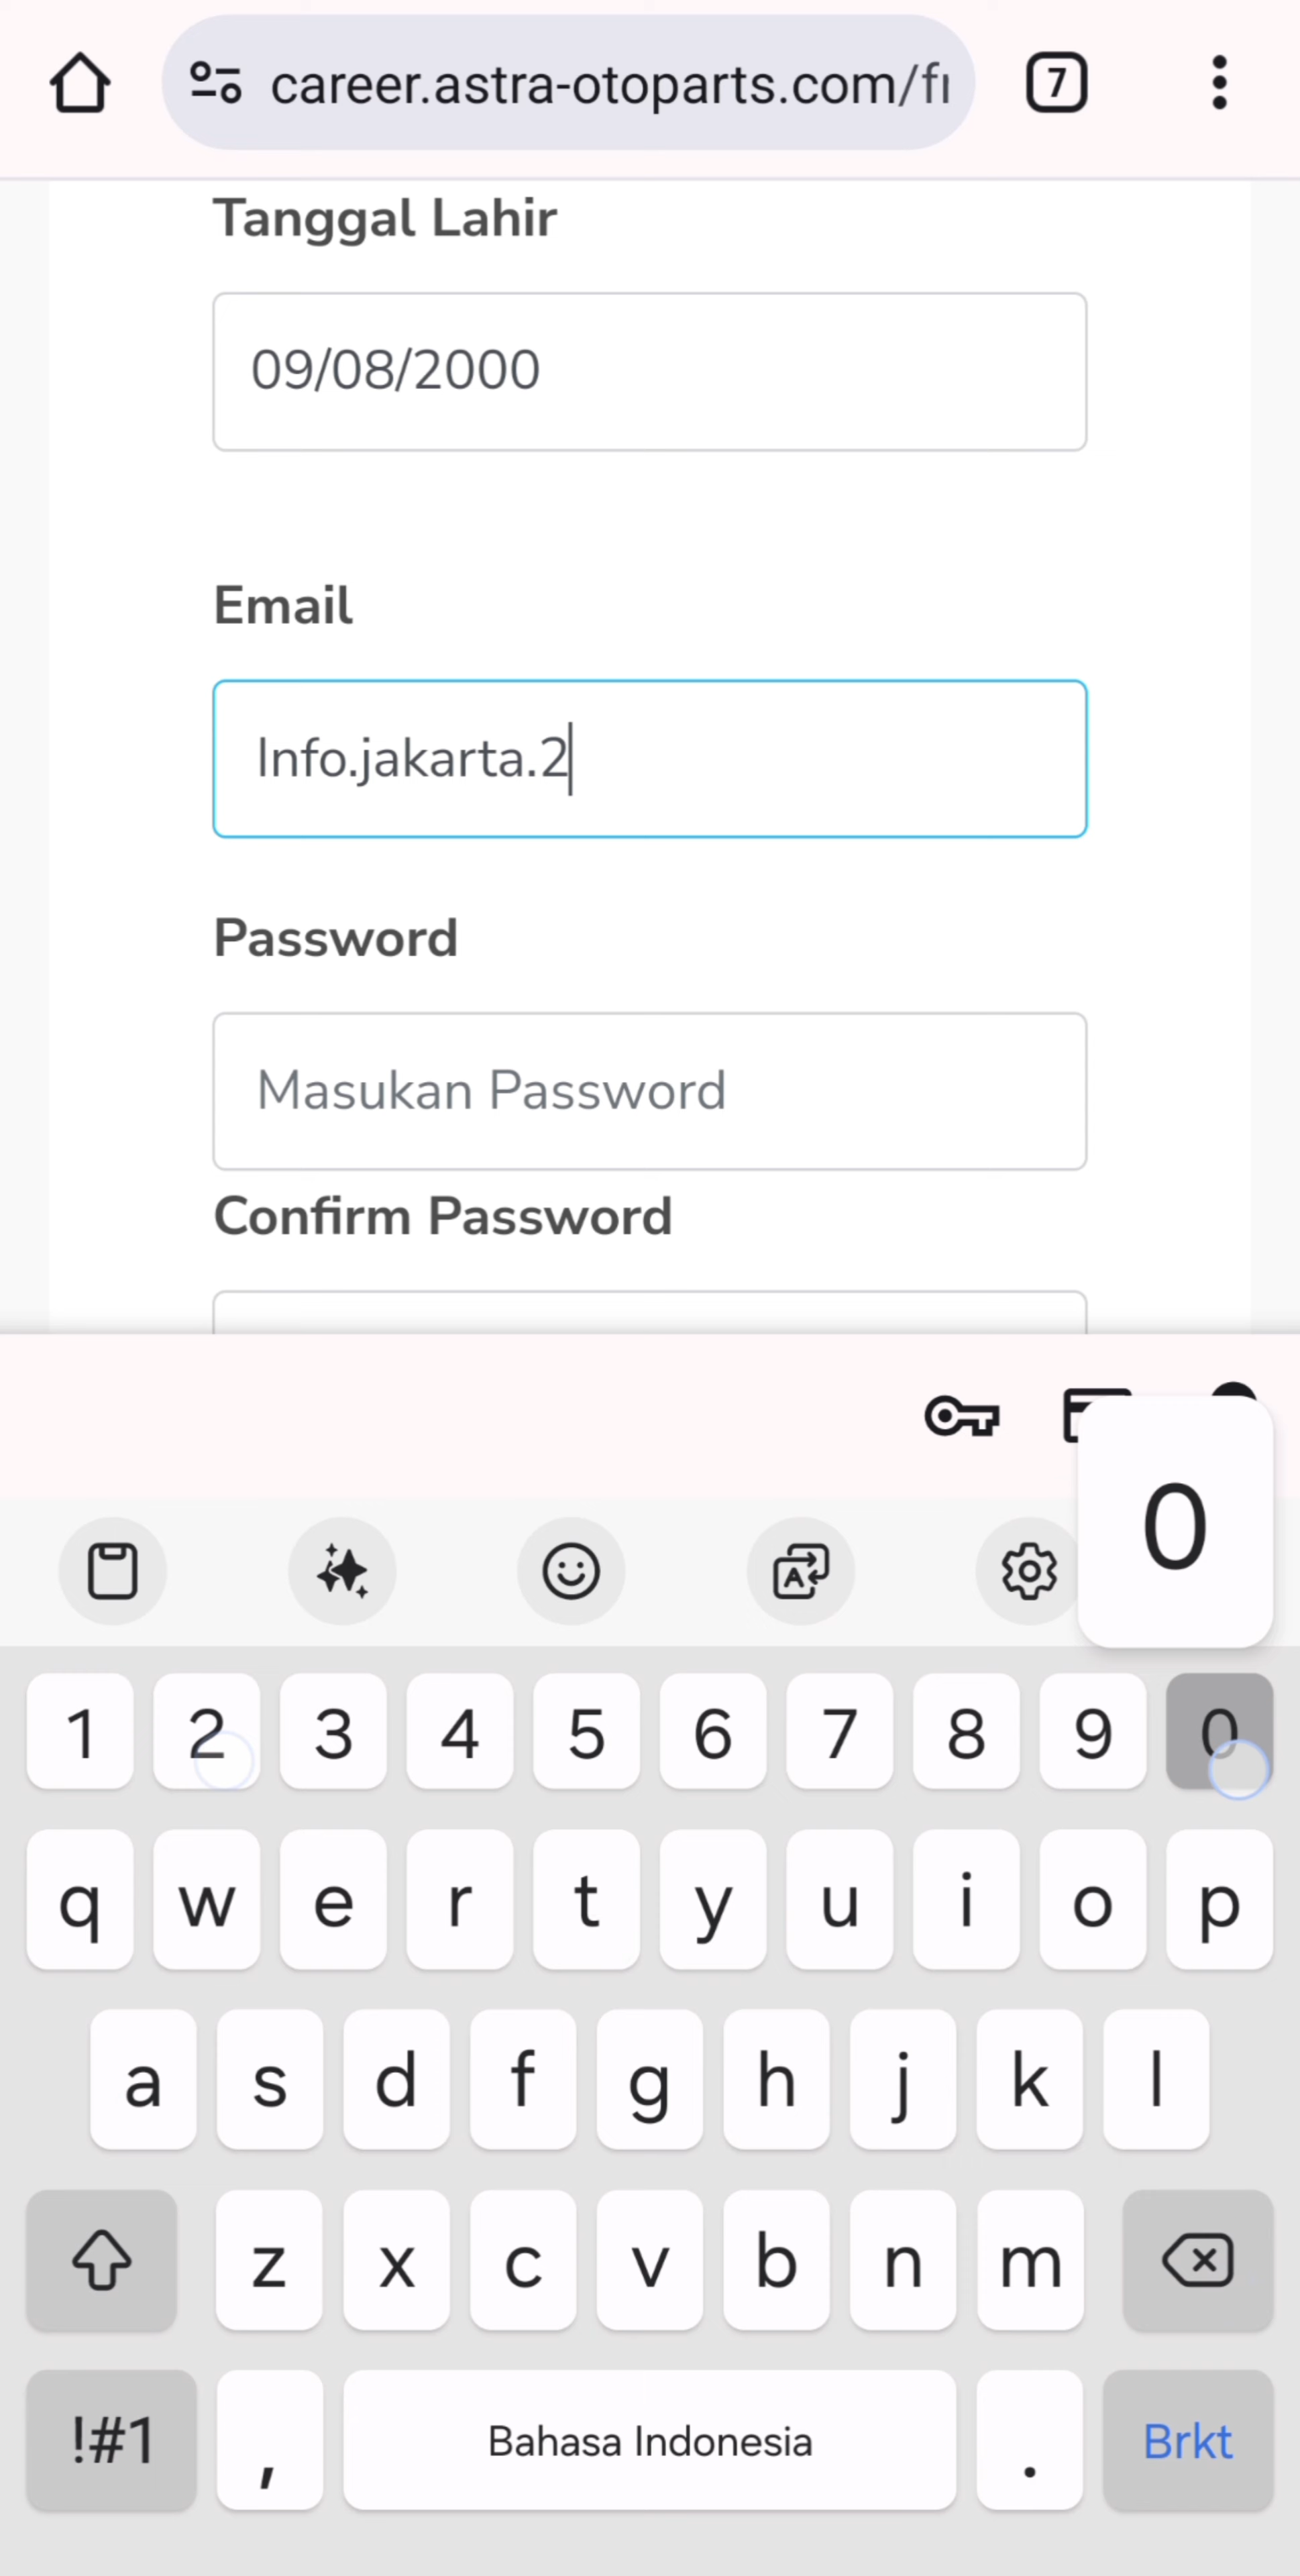 career.astra-otoparts.com/fi
7
Tanggal Lahir
09/08/2000
Email
Info.jakarta.2
Password
Masukan Password
Confirm Password
0
1 2 3 4 5 6 7 8 9 0
q w e r t y u i o p
a s d f g h j k l
z x c v b n m
!#1 , Bahasa Indonesia . Brkt